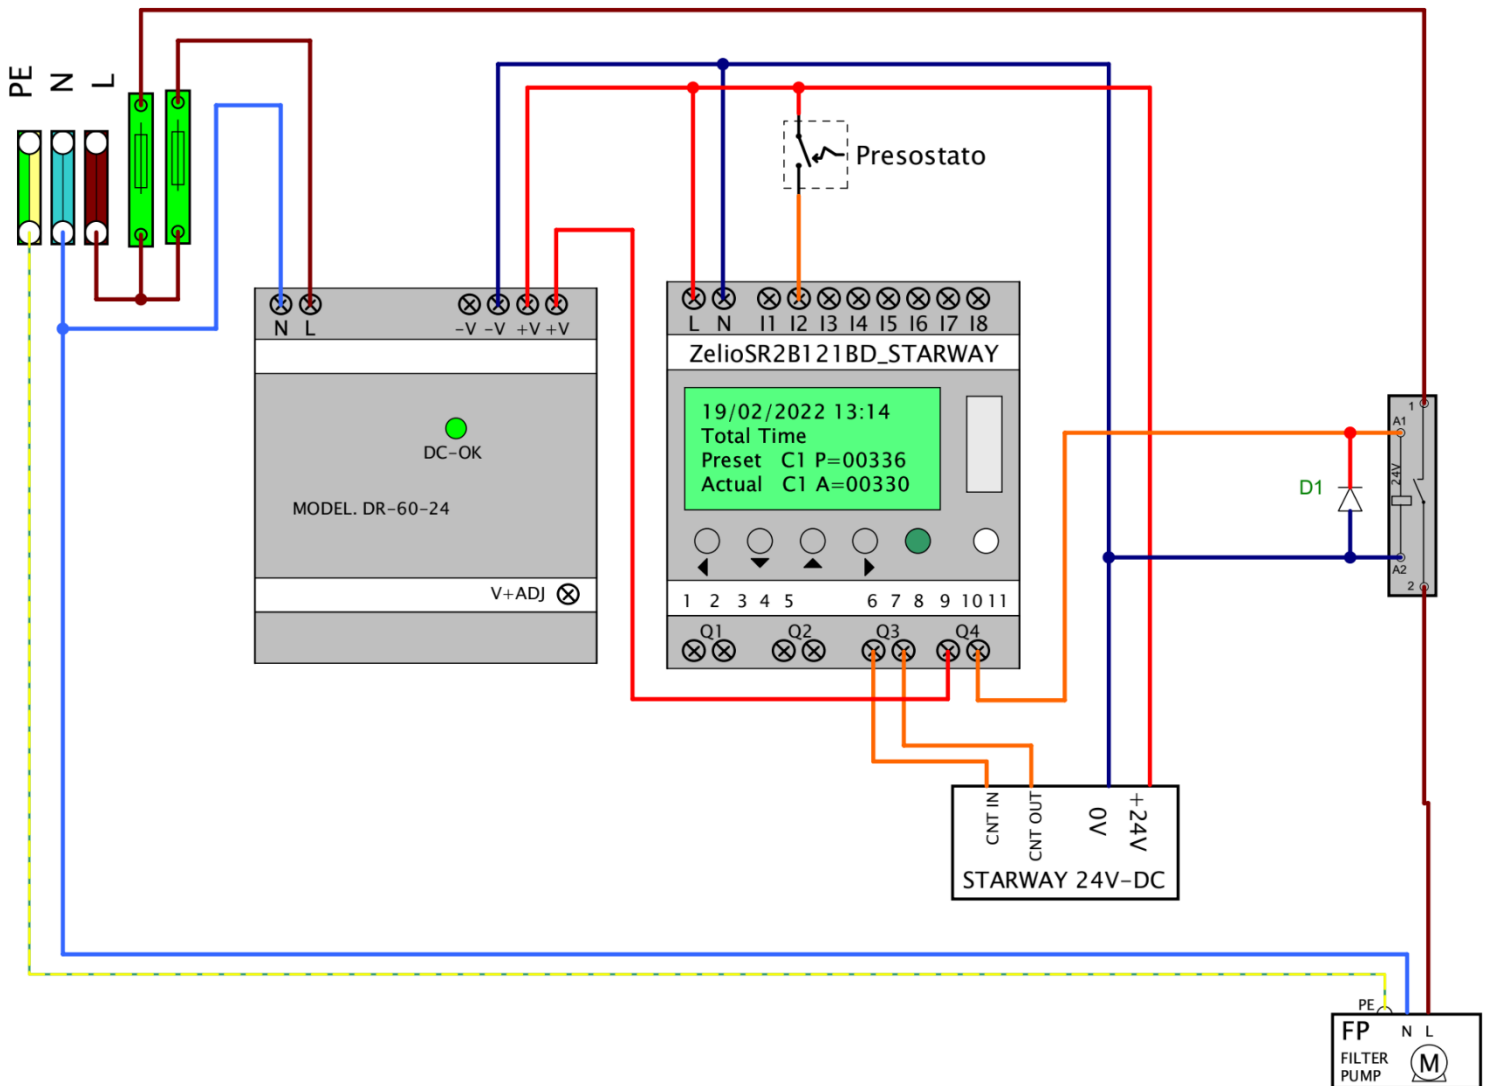 PE
N
L
Presostato
N L
-V -V +V +V
DC-OK
MODEL. DR-60-24
V+ADJ
L N I1 I2 I3 I4 I5 I6 I7 I8
ZelioSR2B121BD_STARWAY
19/02/2022 13:14
Total Time
Preset C1 P=00336
Actual C1 A=00330
1 2 3 4 5 6 7 8 9 10 11
Q1 Q2 Q3 Q4
D1
1
A1
24V
A2
2
CNT IN
CNT OUT
0V
+24V
STARWAY 24V-DC
PE
FP N L
FILTER
PUMP
M